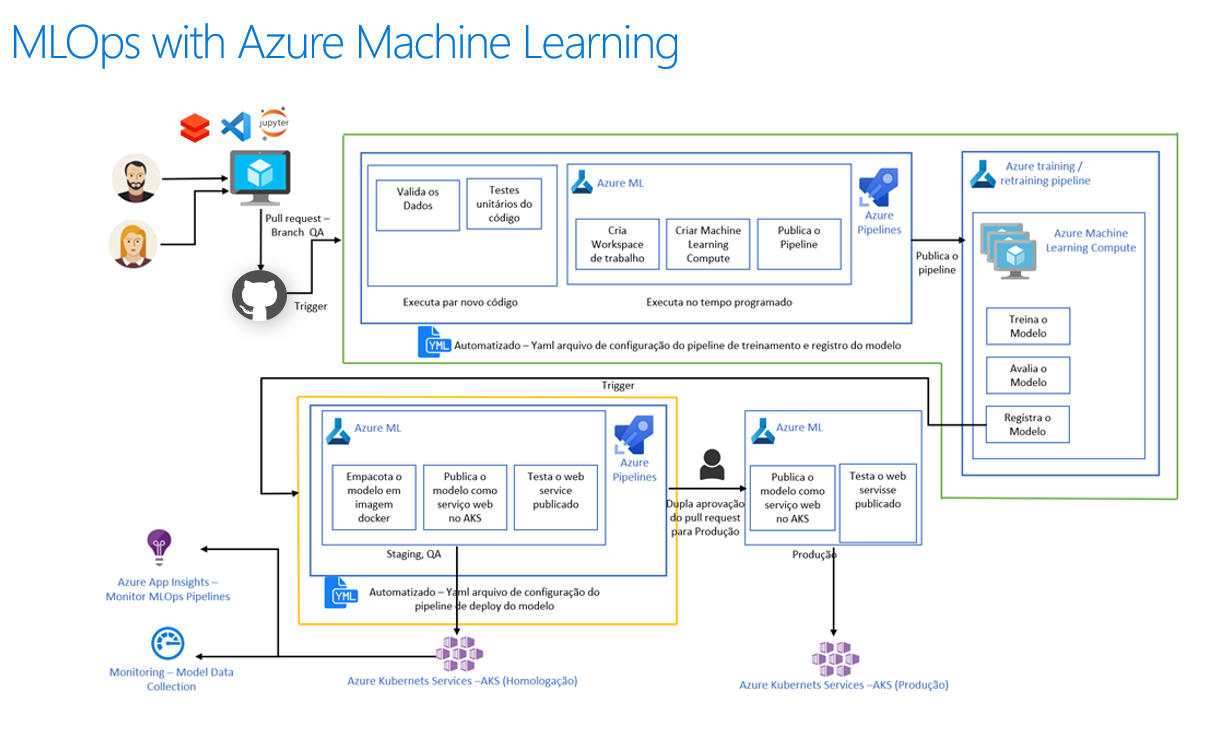 MLOps with Azure Machine Learning
jupyter
Pull request –
Branch QA
Trigger
Valida os
Dados
Testes
unitários do
código
Executa par novo código
Azure ML
Cria
Workspace
de trabalho
Criar Machine
Learning
Compute
Publica o
Pipeline
Executa no tempo programado
Azure
Pipelines
YML
Automatizado – Yaml arquivo de configuração do pipeline de treinamento e registro do modelo
Publica o
pipeline
Azure training /
retraining pipeline
Azure Machine
Learning Compute
Treina o
Modelo
Avalia o
Modelo
Registra o
Modelo
Trigger
Azure ML
Empacota o
modelo em
imagem
docker
Publica o
modelo como
serviço web
no AKS
Testa o web
service
publicado
Azure
Pipelines
Staging, QA
YML
Automatizado – Yaml arquivo de configuração do
pipeline de deploy do modelo
Dupla aprovação
do pull request
para Produção
Azure ML
Publica o
modelo como
serviço web
no AKS
Testa o web
servisse
publicado
Produção
Azure App Insights –
Monitor MLOps Pipelines
Monitoring – Model Data
Collection
Azure Kubernets Services –AKS (Homologação)
Azure Kubernets Services –AKS (Produção)